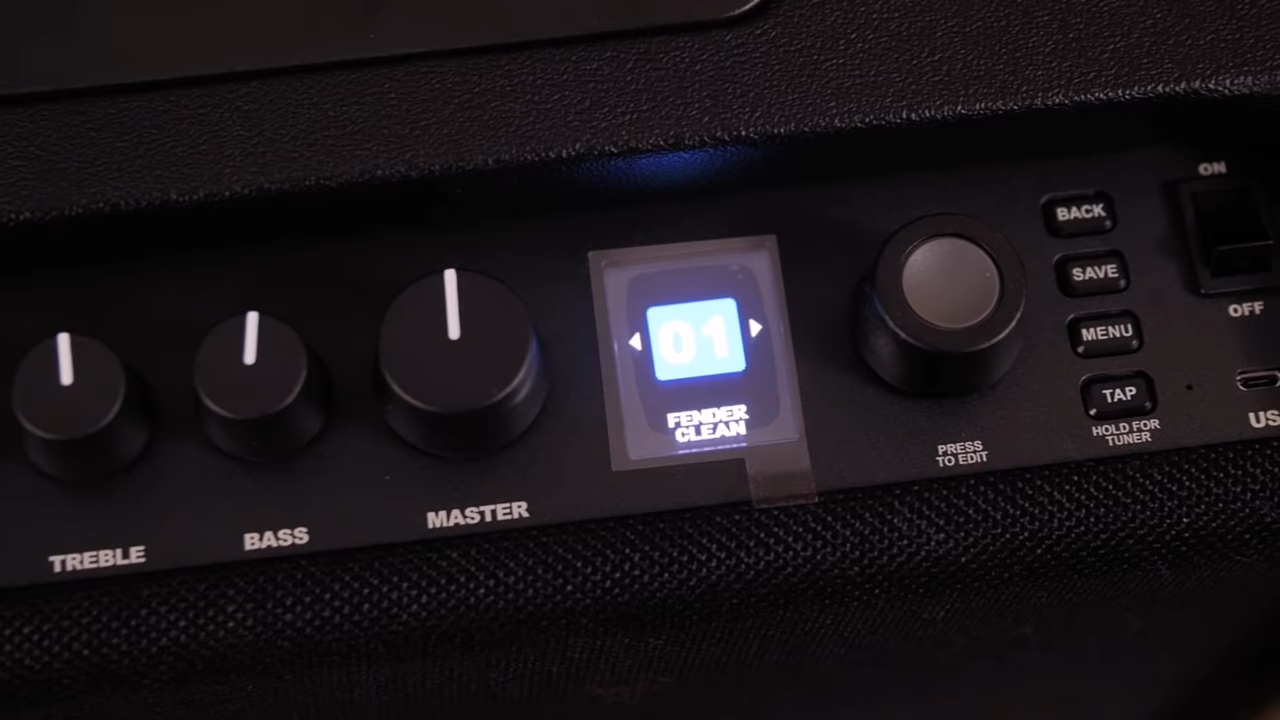 ON
BACK
SAVE
OFF
MENU
01
TAP
HOLD FOR
TUNER
FENDER
CLEAN
PRESS
TO EDIT
MASTER
BASS
TREBLE